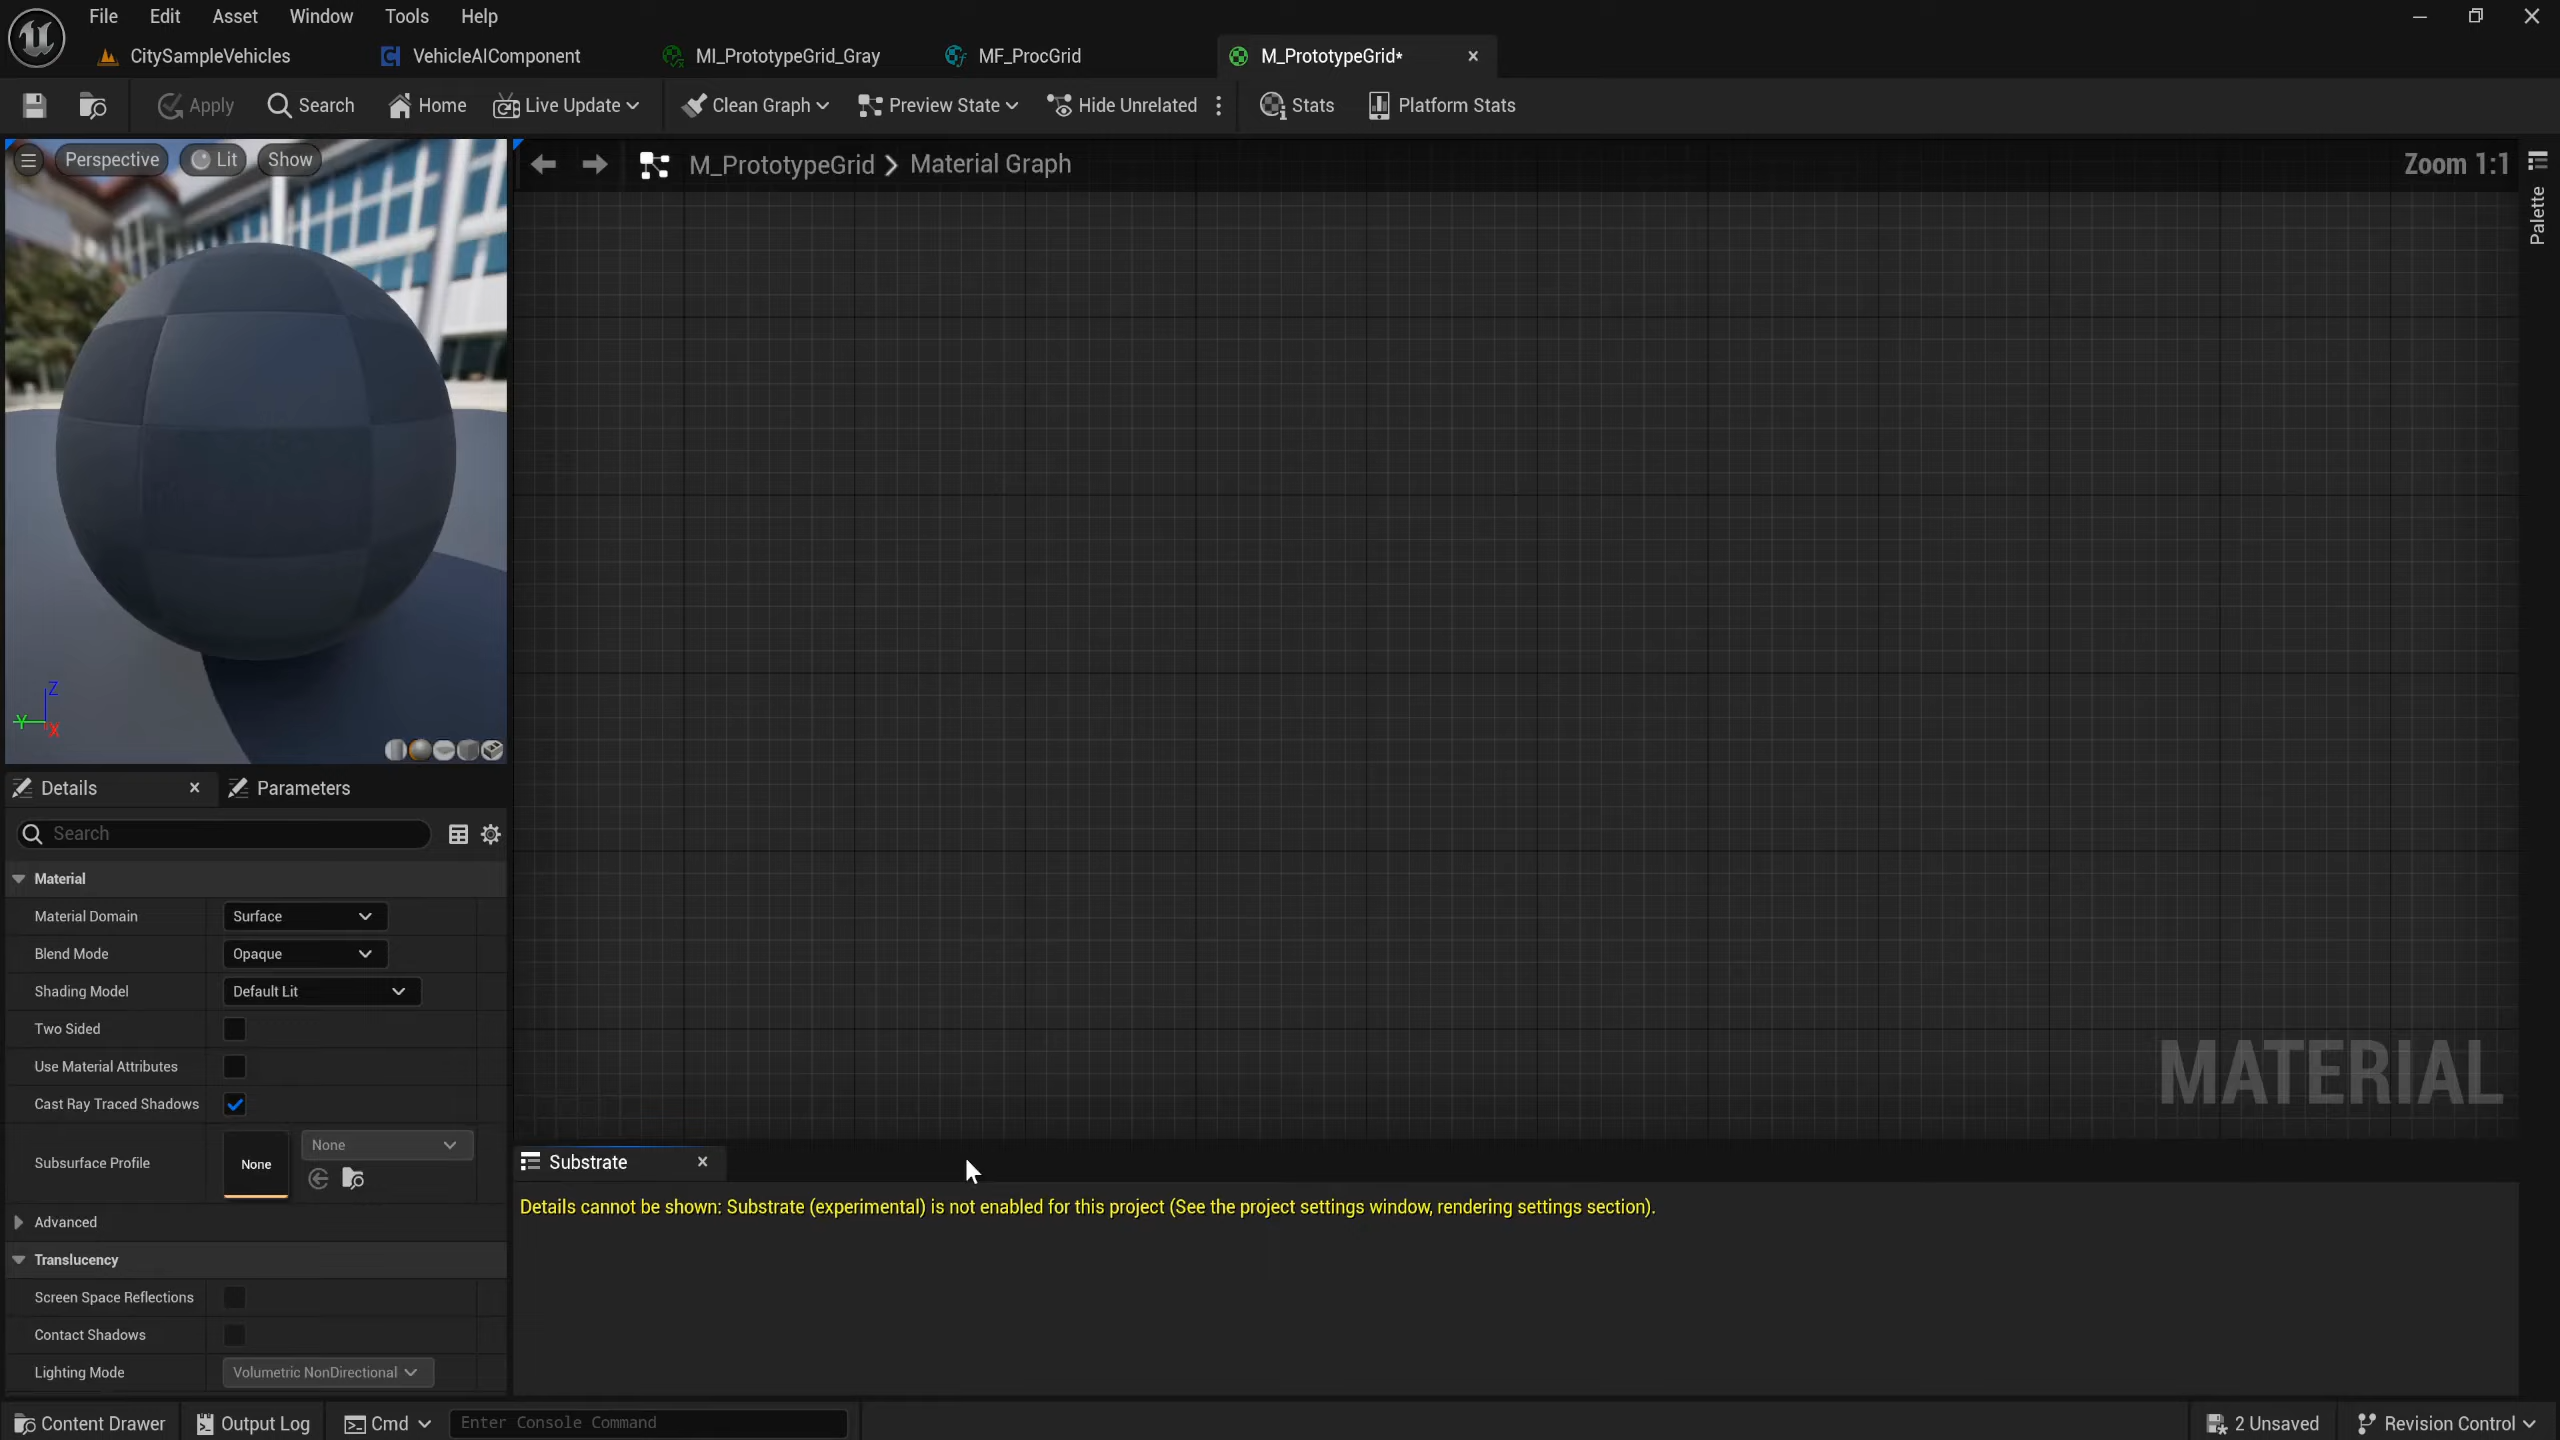 File Edit Asset Window Tools Help
CitySampleVehicles VehicleAIComponent MI_PrototypeGrid_Gray MF_ProcGrid M_PrototypeGrid*
Apply Search Home Live Update Clean Graph Preview State Hide Unrelated Stats Platform Stats
Perspective Lit Show
M_PrototypeGrid > Material Graph Zoom 1:1
Palette
Z
Y X
MATERIAL
Details Parameters
Search
Material
Material Domain Surface
Blend Mode Opaque
Shading Model Default Lit
Two Sided
Use Material Attributes
Cast Ray Traced Shadows
Subsurface Profile None None
Advanced
Translucency
Screen Space Reflections
Contact Shadows
Lighting Mode Volumetric NonDirectional
Substrate
Details cannot be shown: Substrate (experimental) is not enabled for this project (See the project settings window, rendering settings section).
Content Drawer Output Log Cmd Enter Console Command 2 Unsaved Revision Control